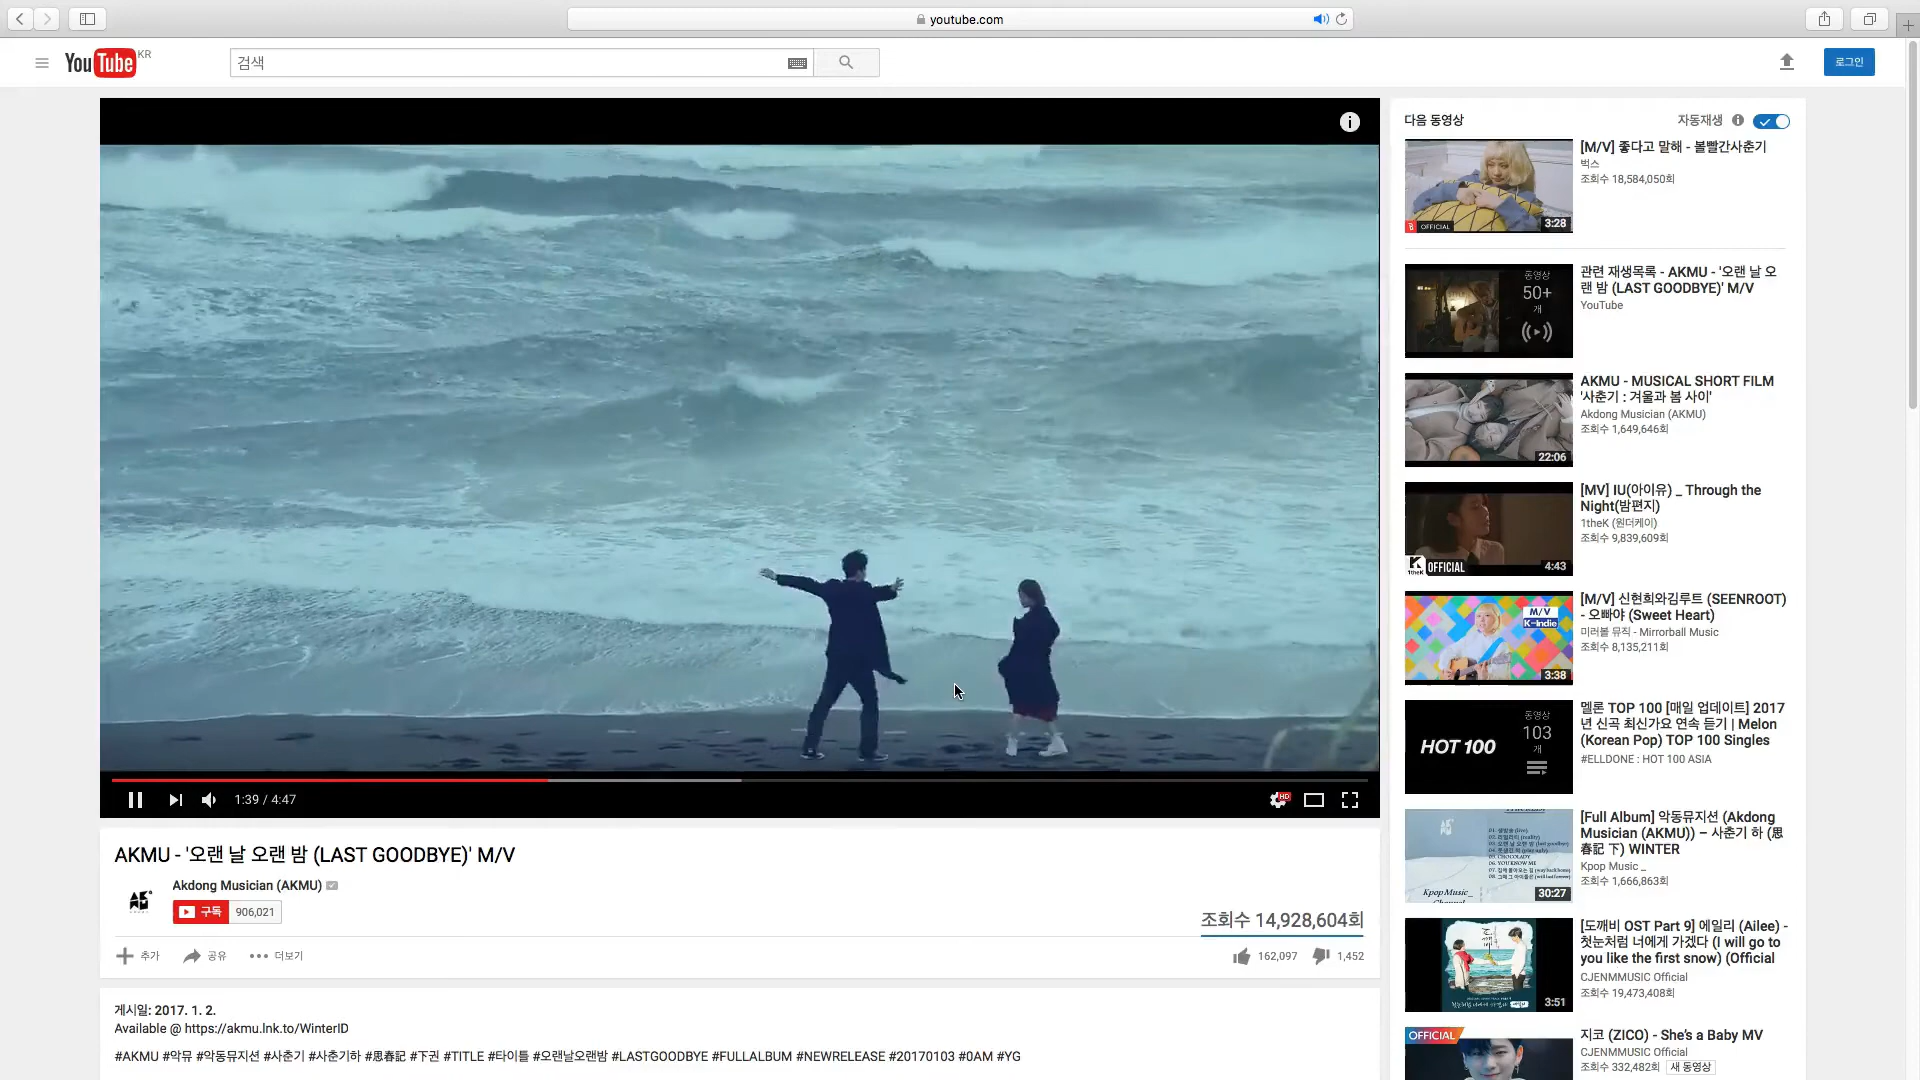 youtube.com
YouTube KR
검색
로그인
AKMU - '오랜 날 오랜 밤 (LAST GOODBYE)' M/V
1:39 / 4:47
HD
Akdong Musician (AKMU)
구독 906,021
조회수 14,928,604회
추가 공유 더보기
162,097 1,452
게시일: 2017. 1. 2.
Available @ https://akmu.lnk.to/WinterID
#AKMU #악뮤 #악동뮤지션 #사춘기 #사춘기하 #思春記 #下권 #TITLE #타이틀 #오랜날오랜밤 #LASTGOODBYE #FULLALBUM #NEWRELEASE #20170103 #0AM #YG
다음 동영상 자동재생
[M/V] 좋다고 말해 - 볼빨간사춘기
벅스
조회수 18,584,050회
OFFICIAL
3:28
관련 재생목록 - AKMU - '오랜 날 오
랜 밤 (LAST GOODBYE)' M/V
YouTube
동영상
50+
개
AKMU - MUSICAL SHORT FILM
'사춘기 : 겨울과 봄 사이'
Akdong Musician (AKMU)
조회수 1,649,646회
22:06
[MV] IU(아이유) _ Through the
Night(밤편지)
1theK (원더케이)
조회수 9,839,609회
K
1theK
OFFICIAL
4:43
[M/V] 신현희와김루트 (SEENROOT)
- 오빠야 (Sweet Heart)
미러볼 뮤직 - Mirrorball Music
조회수 8,135,211회
M/V
K-Indie
3:38
멜론 TOP 100 [매일 업데이트] 2017
년 신곡 최신가요 연속 듣기 | Melon
(Korean Pop) TOP 100 Singles
#ELLDONE : HOT 100 ASIA
HOT 100
동영상
103
개
[Full Album] 악동뮤지션 (Akdong
Musician (AKMU)) – 사춘기 하 (思
春記 下) WINTER
Kpop Music _
조회수 1,666,863회
Kpop Music_
Channel
30:27
[도깨비 OST Part 9] 에일리 (Ailee) -
첫눈처럼 너에게 가겠다 (I will go to
you like the first snow) (Official
CJENMMUSIC Official
조회수 19,473,408회
3:51
지코 (ZICO) - She's a Baby MV
CJENMMUSIC Official
조회수 332,482회 새 동영상
OFFICIAL